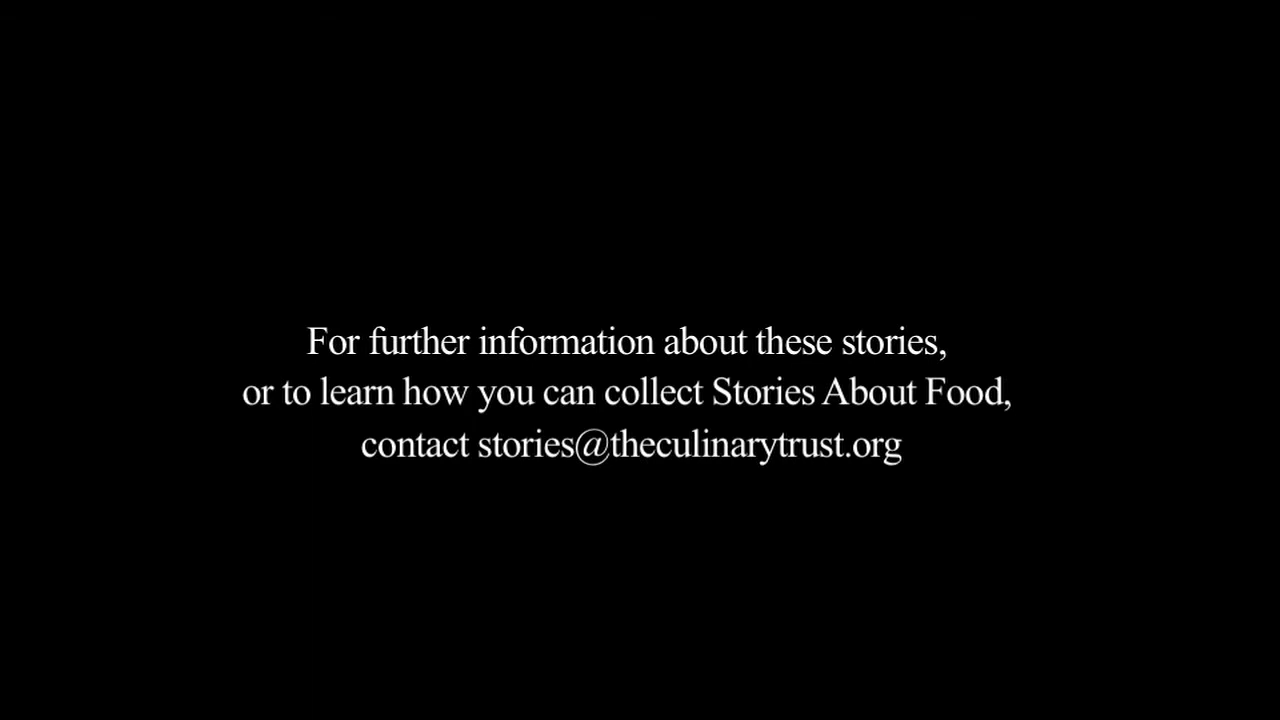 For further information about these stories,
or to learn how you can collect Stories About Food,
contact stories@theculinarytrust.org